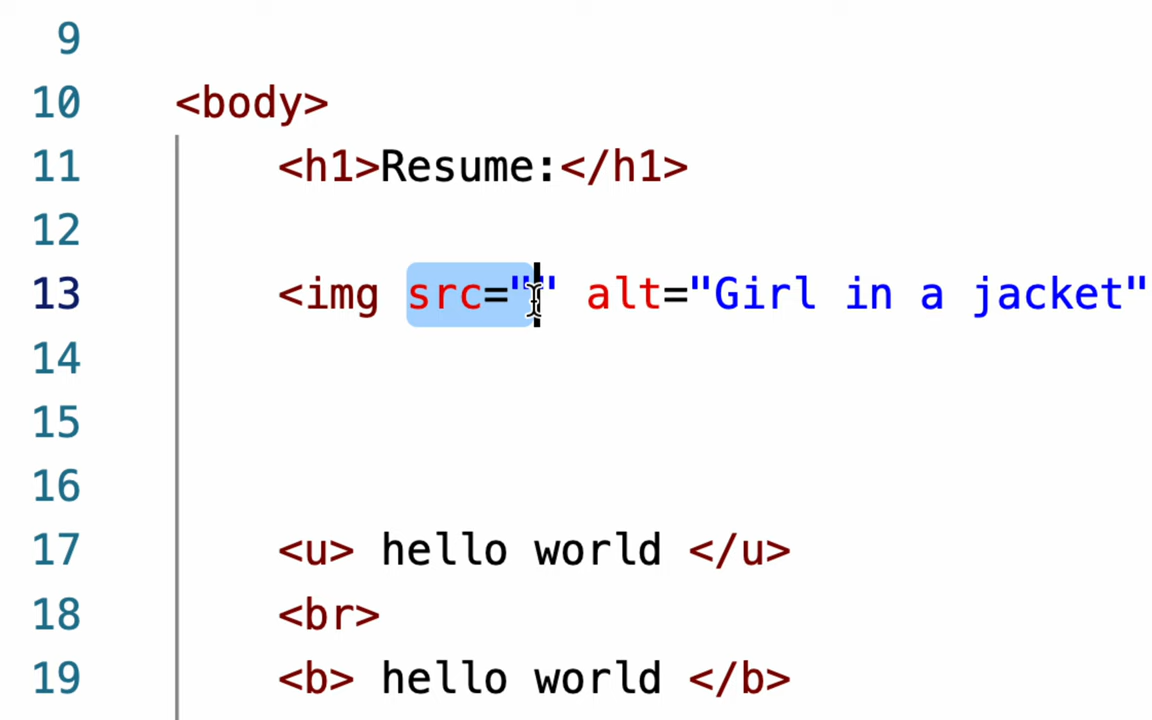 9
10 <body>
11 <h1>Resume:</h1>
12
13 <img src="" alt="Girl in a jacket"
14
15
16
17 <u> hello world </u>
18 <br>
19 <b> hello world </b>